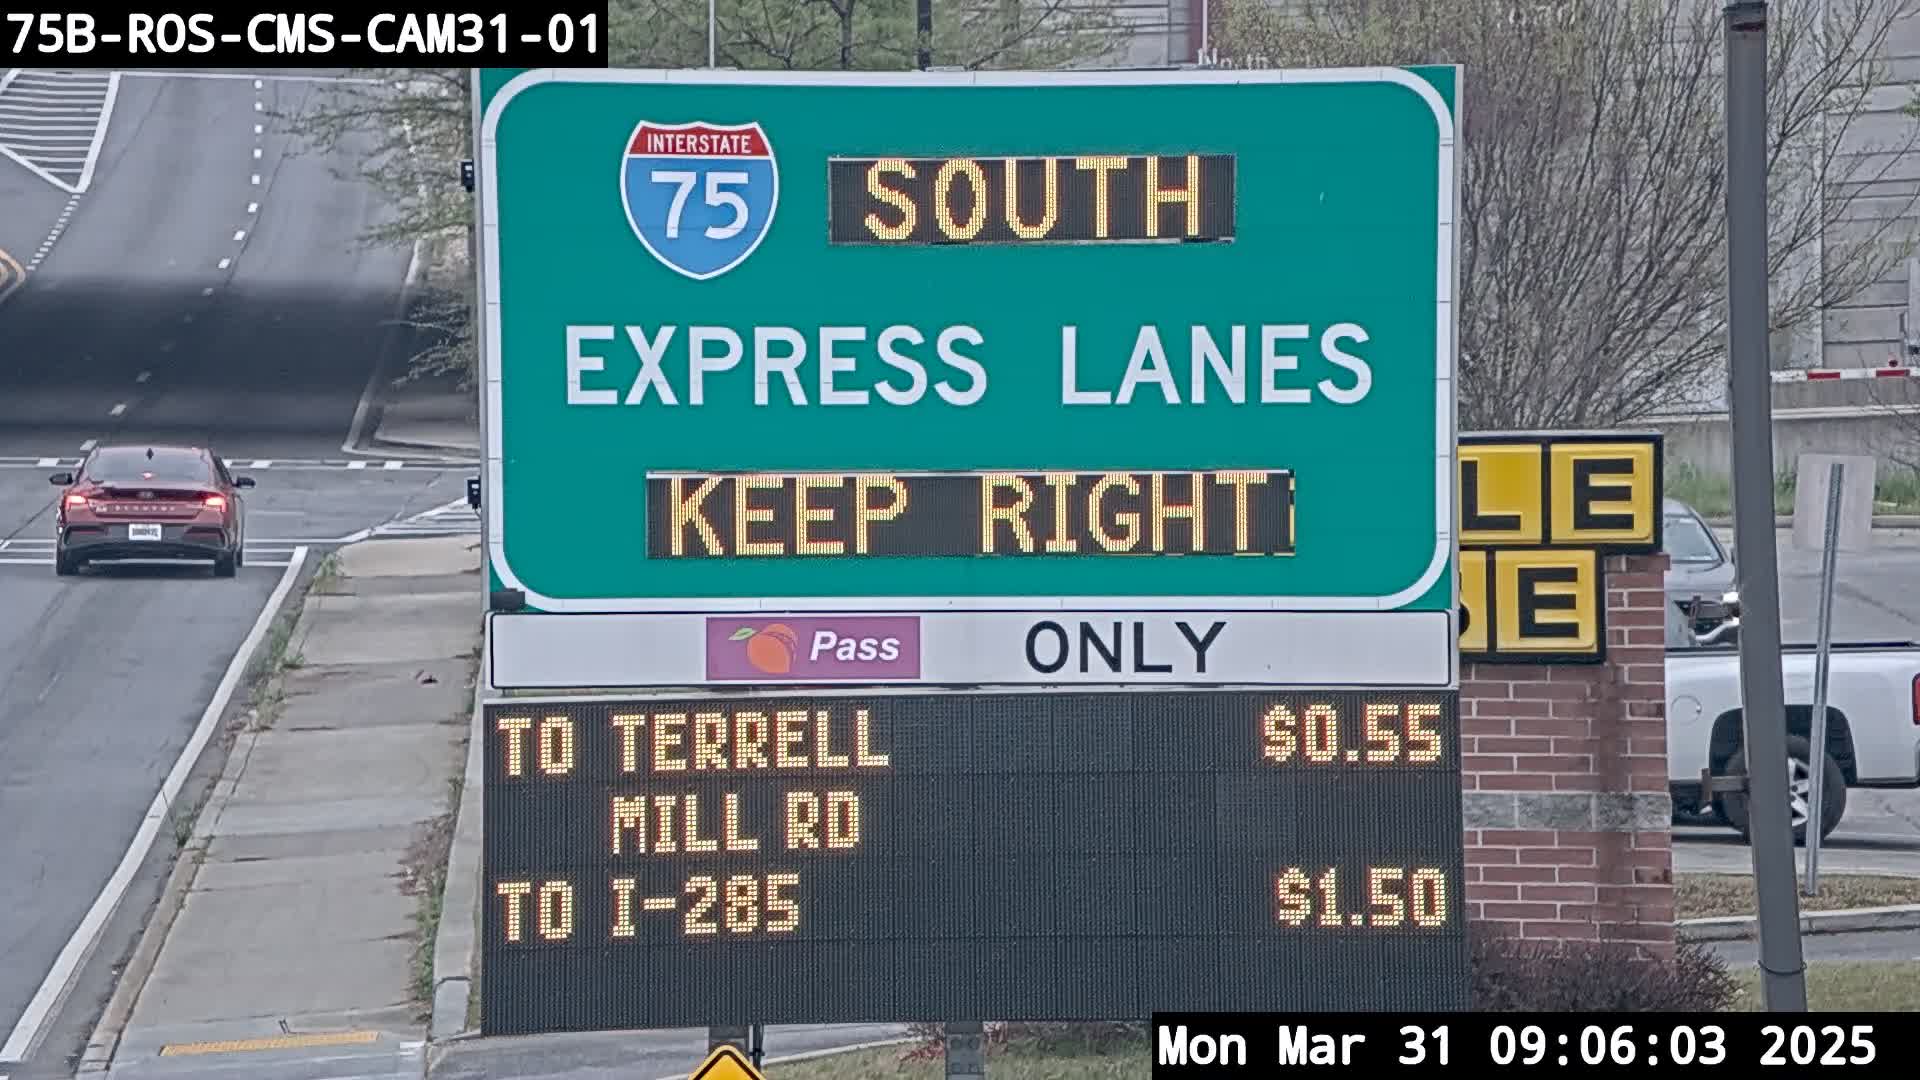 75B-ROS-CMS-CAM31-01
INTERSTATE
75
SOUTH
EXPRESS LANES
KEEP RIGHT
Pass ONLY
TO TERRELL $0.55
MILL RD
TO I-285 $1.50
LE
E
Mon Mar 31 09:06:03 2025